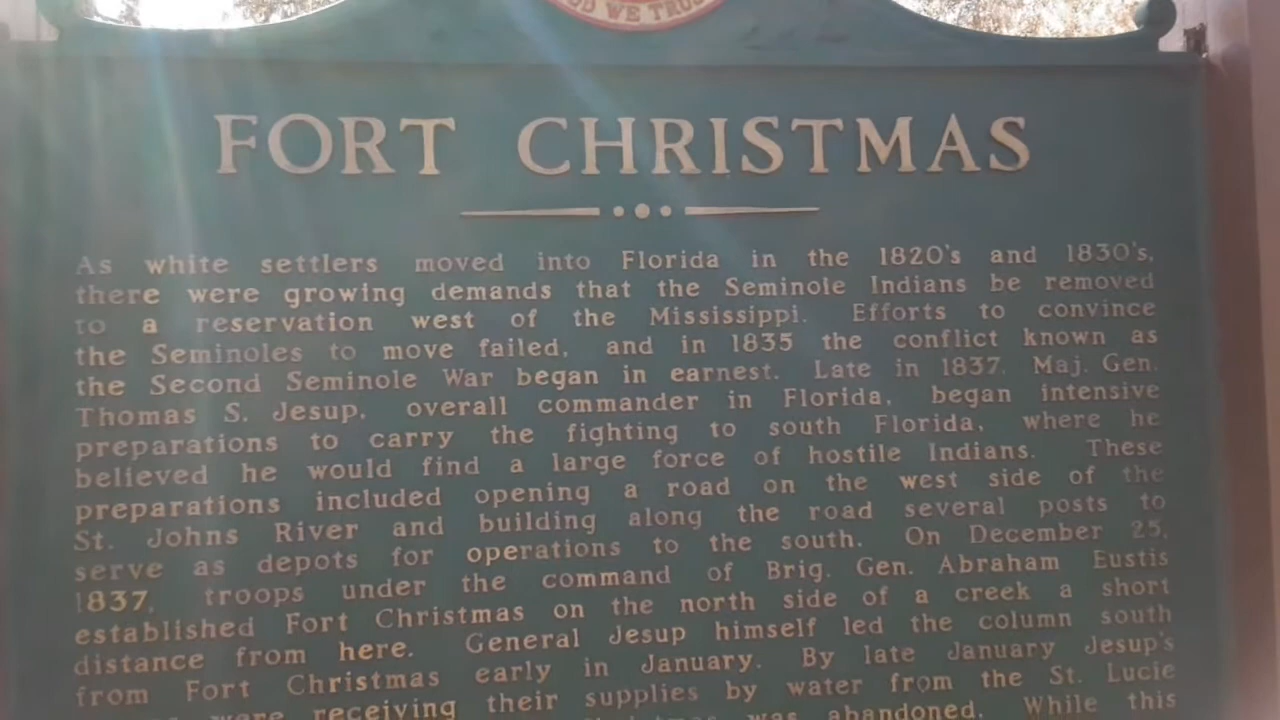 OD WE TRUS
FORT CHRISTMAS
As white settlers moved into Florida in the 1820's and 1830's,
there were growing demands that the Seminole Indians be removed
to a reservation west of the Mississippi. Efforts to convince
the Seminoles to move failed, and in 1835 the conflict known as
the Second Seminole War began in earnest. Late in 1837, Maj. Gen.
Thomas S. Jesup, overall commander in Florida, began intensive
preparations to carry the fighting to south Florida, where he
believed he would find a large force of hostile Indians. These
preparations included opening a road on the west side of the
St. Johns River and building along the road several posts to
serve as depots for operations to the south. On December 25,
1837, troops under the command of Brig. Gen. Abraham Eustis
established Fort Christmas on the north side of a creek a short
distance from here. General Jesup himself led the column south
from Fort Christmas early in January. By late January Jesup's
were receiving their supplies by water from the St. Lucie
was abandoned. While this